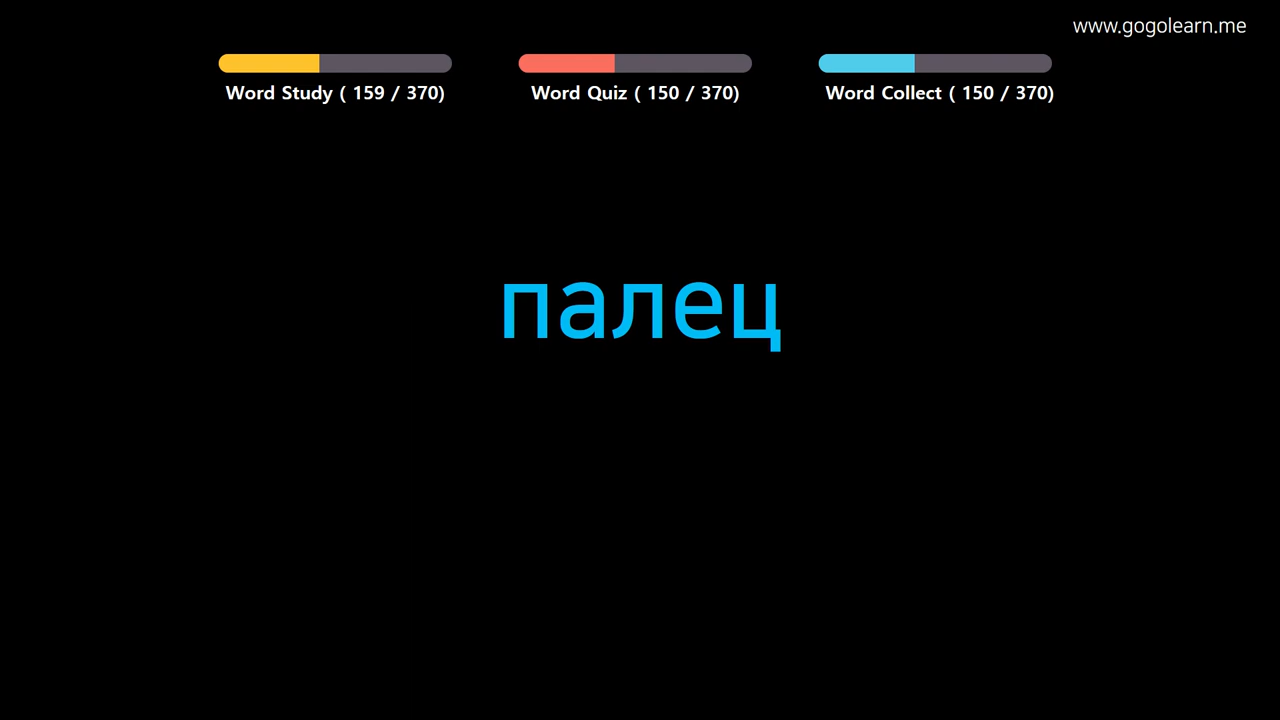 www.gogolearn.me
Word Study ( 159 / 370)
Word Quiz ( 150 / 370)
Word Collect ( 150 / 370)
палец